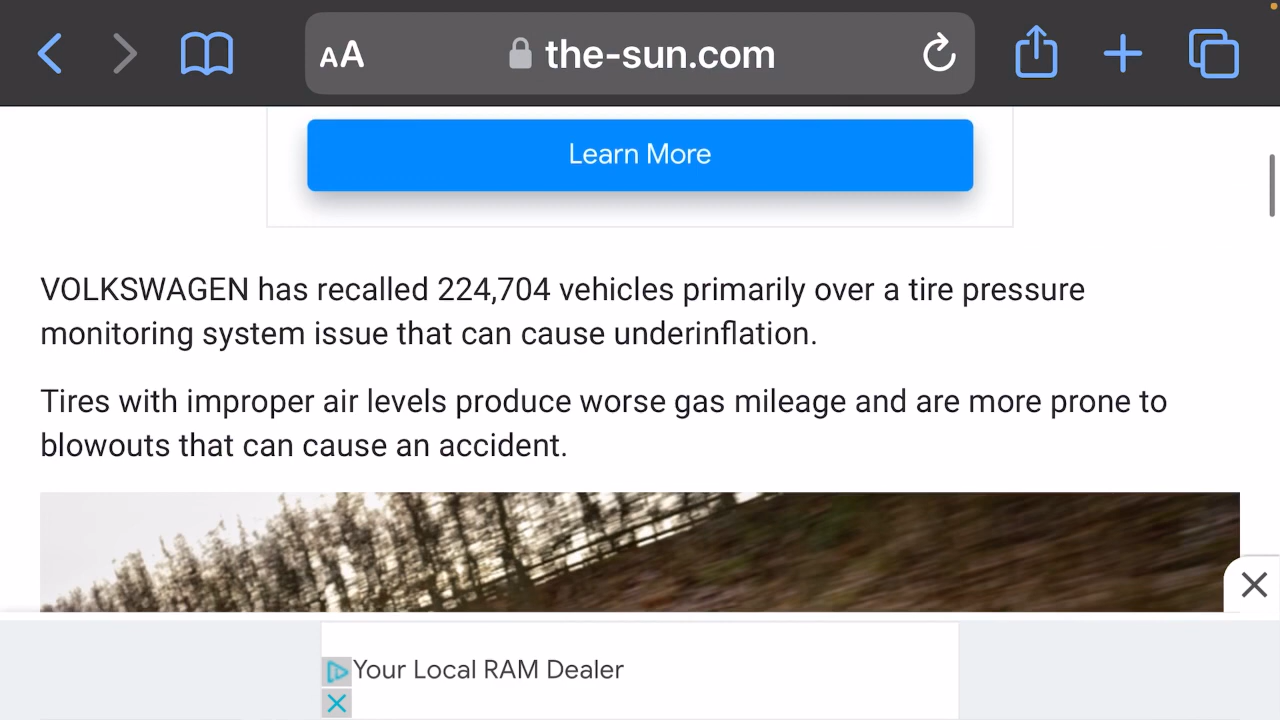 AA the-sun.com
Learn More
VOLKSWAGEN has recalled 224,704 vehicles primarily over a tire pressure
monitoring system issue that can cause underinflation.
Tires with improper air levels produce worse gas mileage and are more prone to
blowouts that can cause an accident.
Your Local RAM Dealer